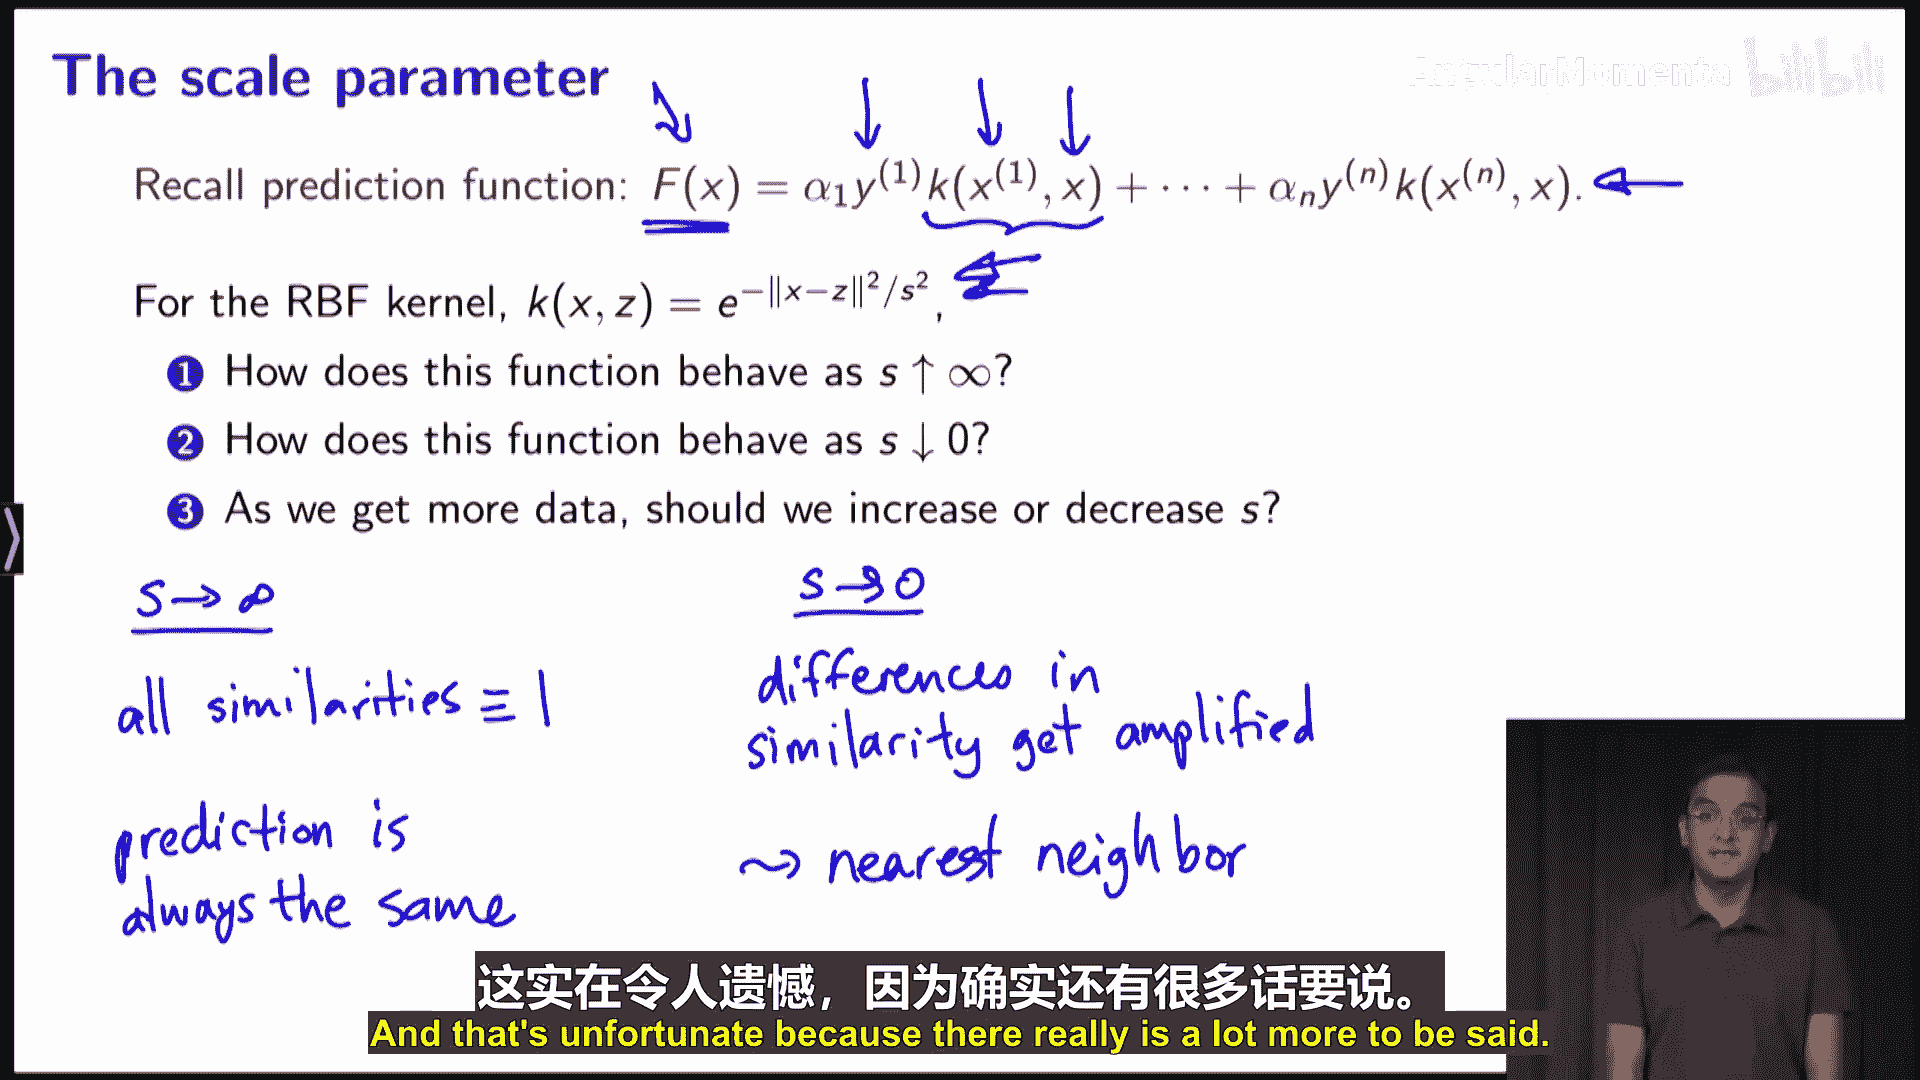 The scale parameter
AngularMomenta bilibili
Recall prediction function: F(x) = α₁y⁽¹⁾k(x⁽¹⁾, x) + ··· + αₙy⁽ⁿ⁾k(x⁽ⁿ⁾, x).
For the RBF kernel, k(x, z) = e^{−‖x−z‖²/s²},
1 How does this function behave as s ↑ ∞?
2 How does this function behave as s ↓ 0?
3 As we get more data, should we increase or decrease s?
s → ∞
all similarities ≡ 1
prediction is
always the same
s → 0
differences in
similarity get amplified
⇝ nearest neighbor
这实在令人遗憾，因为确实还有很多话要说。
And that's unfortunate because there really is a lot more to be said.